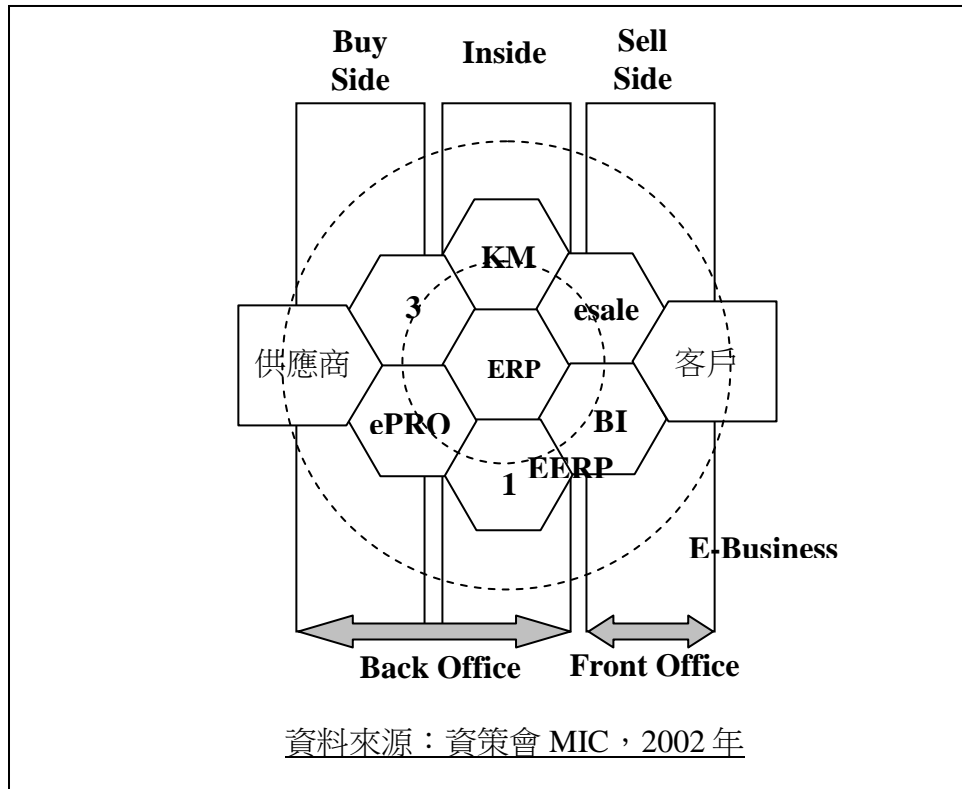 Buy
Side
Inside
Sell
Side
KM
3
esale
供應商
ERP
客戶
ePRO
BI
EERP
1
E-Business
Back Office
Front Office
資料來源：資策會 MIC，2002 年